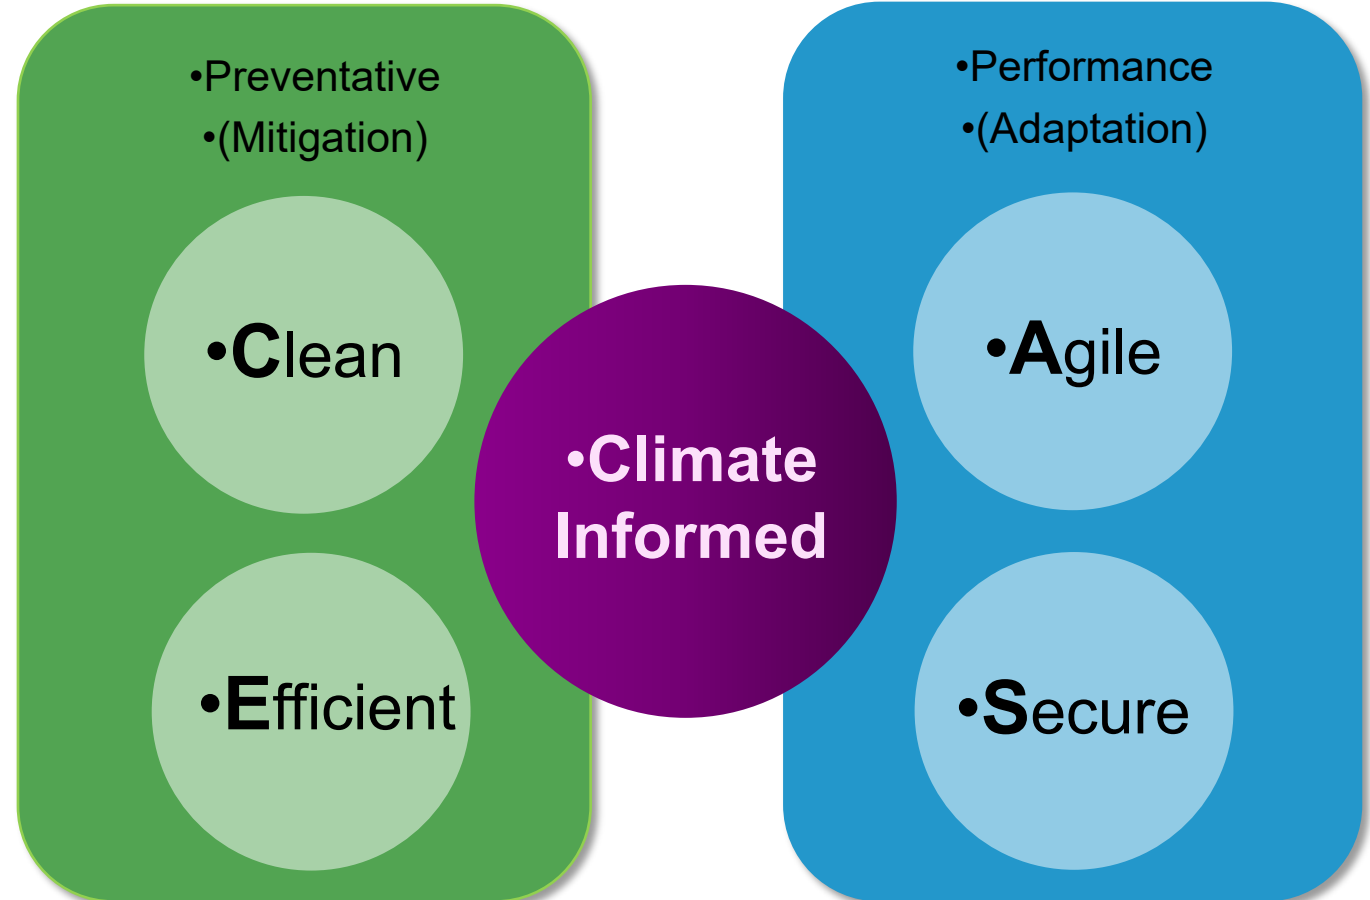 •Preventative
•(Mitigation)
•Clean
•Efficient
•Climate
Informed
•Performance
•(Adaptation)
•Agile
•Secure